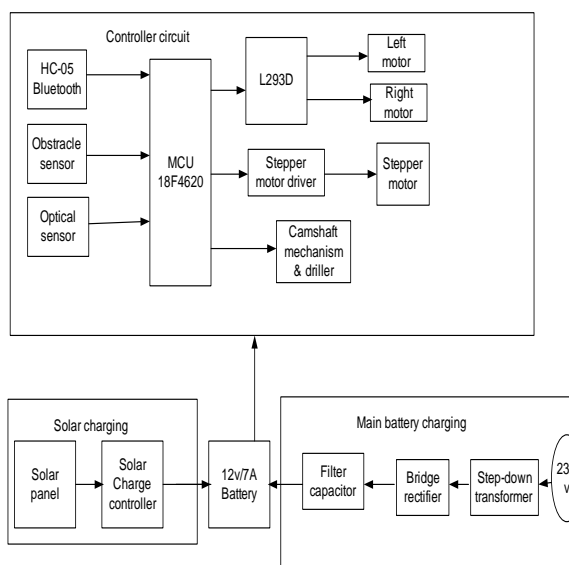 Controller circuit
HC-05
Bluetooth
Obstracle
sensor
Optical
sensor
MCU
18F4620
L293D
Left
motor
Right
motor
Stepper
motor driver
Stepper
motor
Camshaft
mechanism
& driller
Solar charging
Solar
panel
Solar
Charge
controller
12v/7A
Battery
Main battery charging
Filter
capacitor
Bridge
rectifier
Step-down
transformer
v